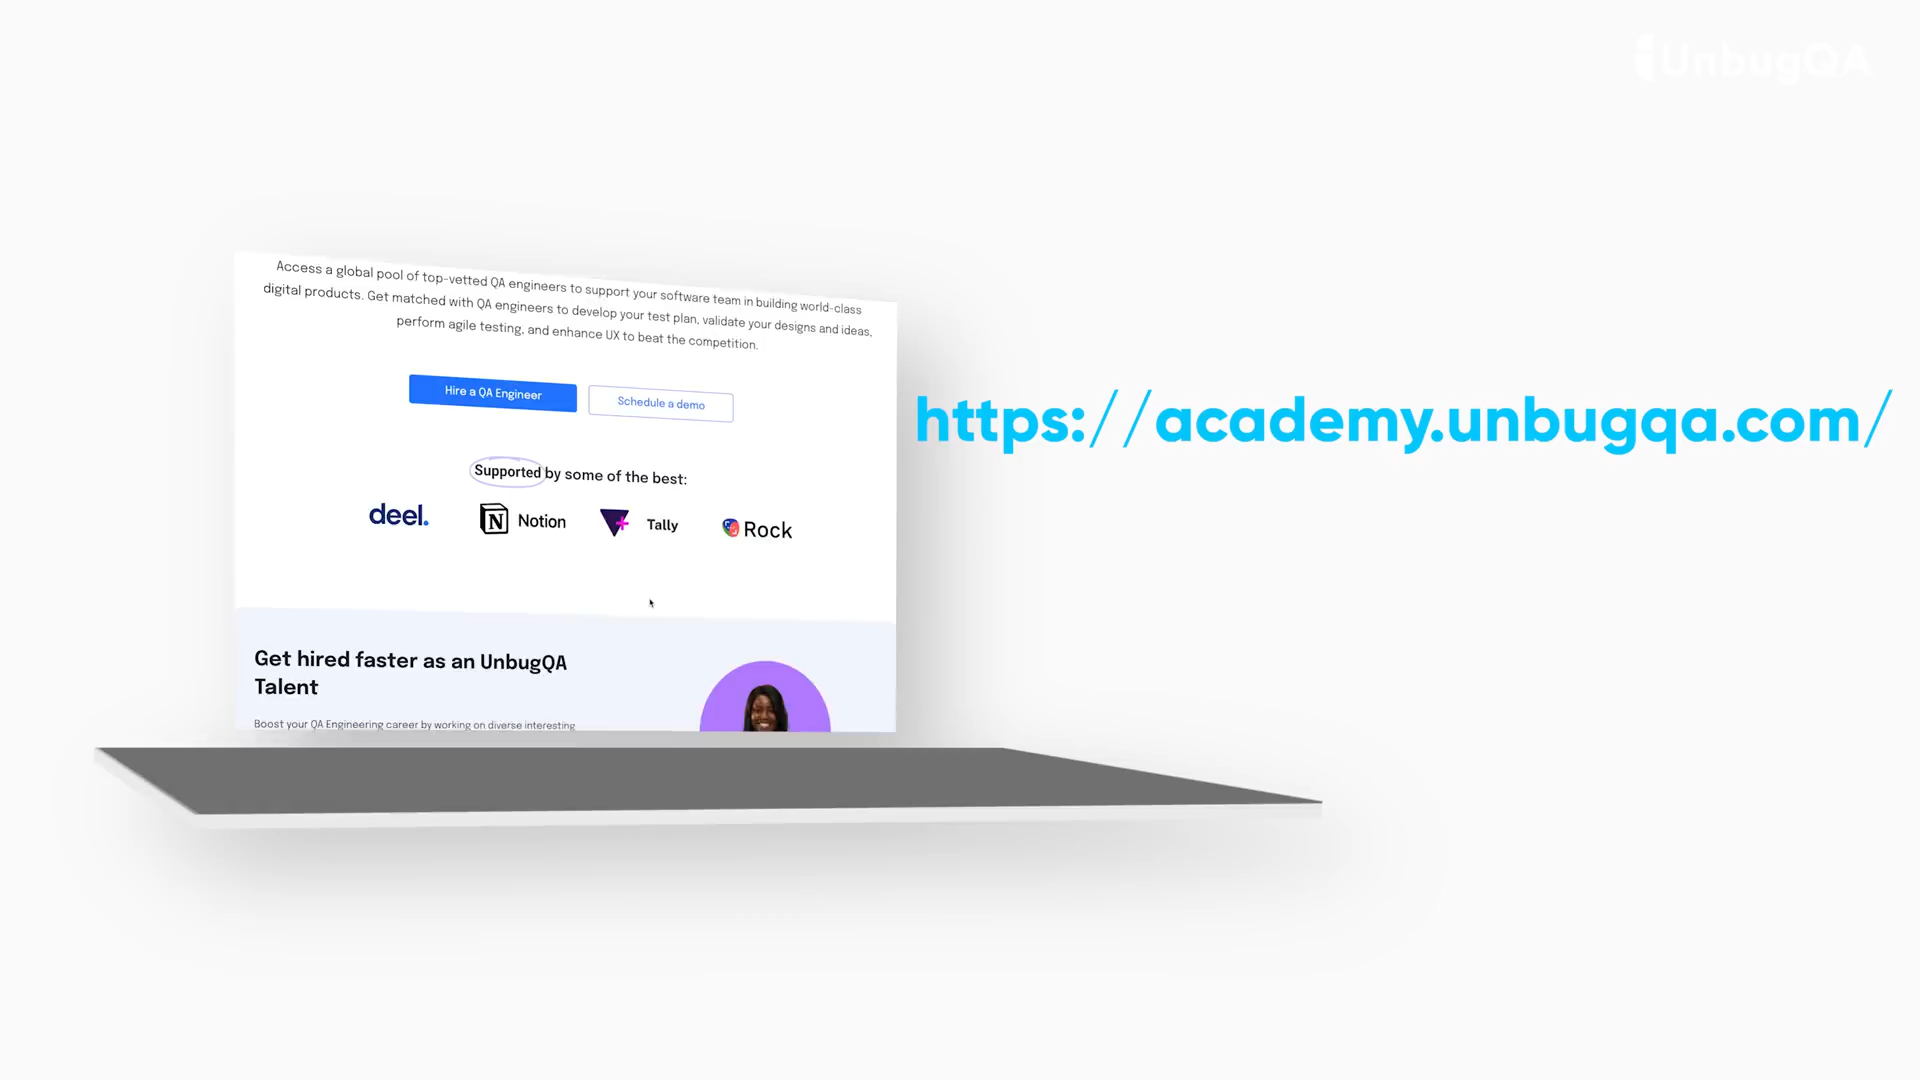 UnbugQA
Access a global pool of top-vetted QA engineers to support your software team in building world-class
digital products. Get matched with QA engineers to develop your test plan, validate your designs and ideas,
perform agile testing, and enhance UX to beat the competition.
Hire a QA Engineer
Schedule a demo
https://academy.unbugqa.com/
Supported by some of the best:
deel.
Notion
Tally
Rock
Get hired faster as an UnbugQA
Talent
Boost your QA Engineering career by working on diverse interesting